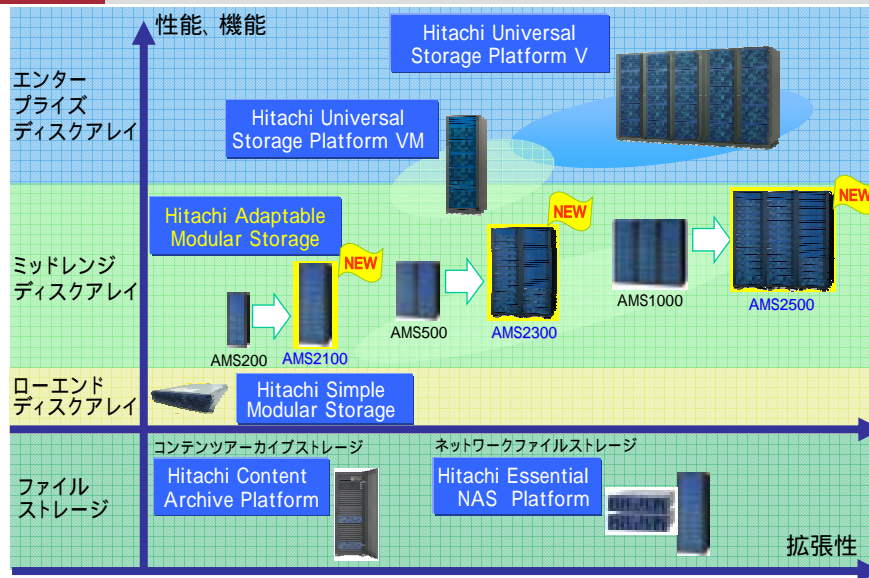 性能、機能
Hitachi Universal
Storage Platform V
エンター
プライズ
ディスクアレイ
Hitachi Universal
Storage Platform VM
Hitachi Adaptable
Modular Storage
NEW
NEW
NEW
ミッドレンジ
ディスクアレイ
AMS200
AMS2100
AMS500
AMS2300
AMS1000
AMS2500
ローエンド
ディスクアレイ
Hitachi Simple
Modular Storage
コンテンツアーカイブストレージ
Hitachi Content
Archive Platform
ネットワークファイルストレージ
Hitachi Essential
NAS Platform
ファイル
ストレージ
拡張性